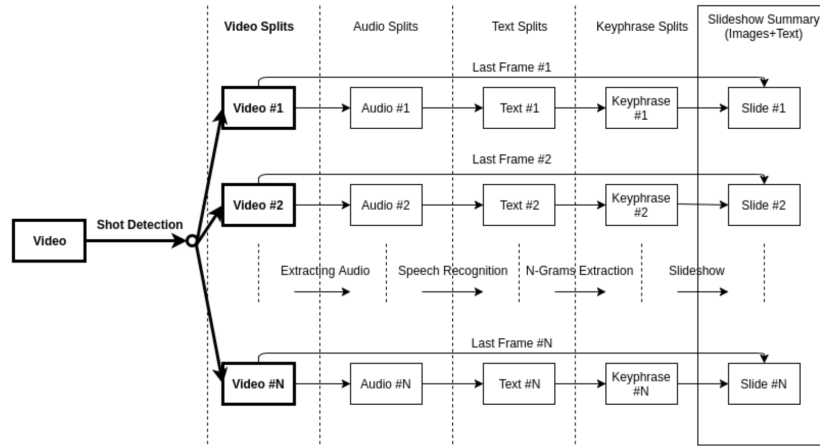 Video Splits
Audio Splits
Text Splits
Keyphrase Splits
Slideshow Summary
(Images+Text)
Last Frame #1
Video #1
Audio #1
Text #1
Keyphrase
#1
Slide #1
Last Frame #2
Video #2
Audio #2
Text #2
Keyphrase
#2
Slide #2
Shot Detection
Video
Extracting Audio
Speech Recognition
N-Grams Extraction
Slideshow
Last Frame #N
Video #N
Audio #N
Text #N
Keyphrase
#N
Slide #N